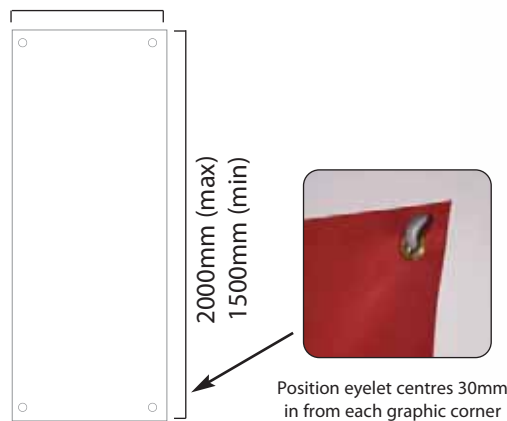 2000mm (max)
1500mm (min)
Position eyelet centres 30mm
in from each graphic corner